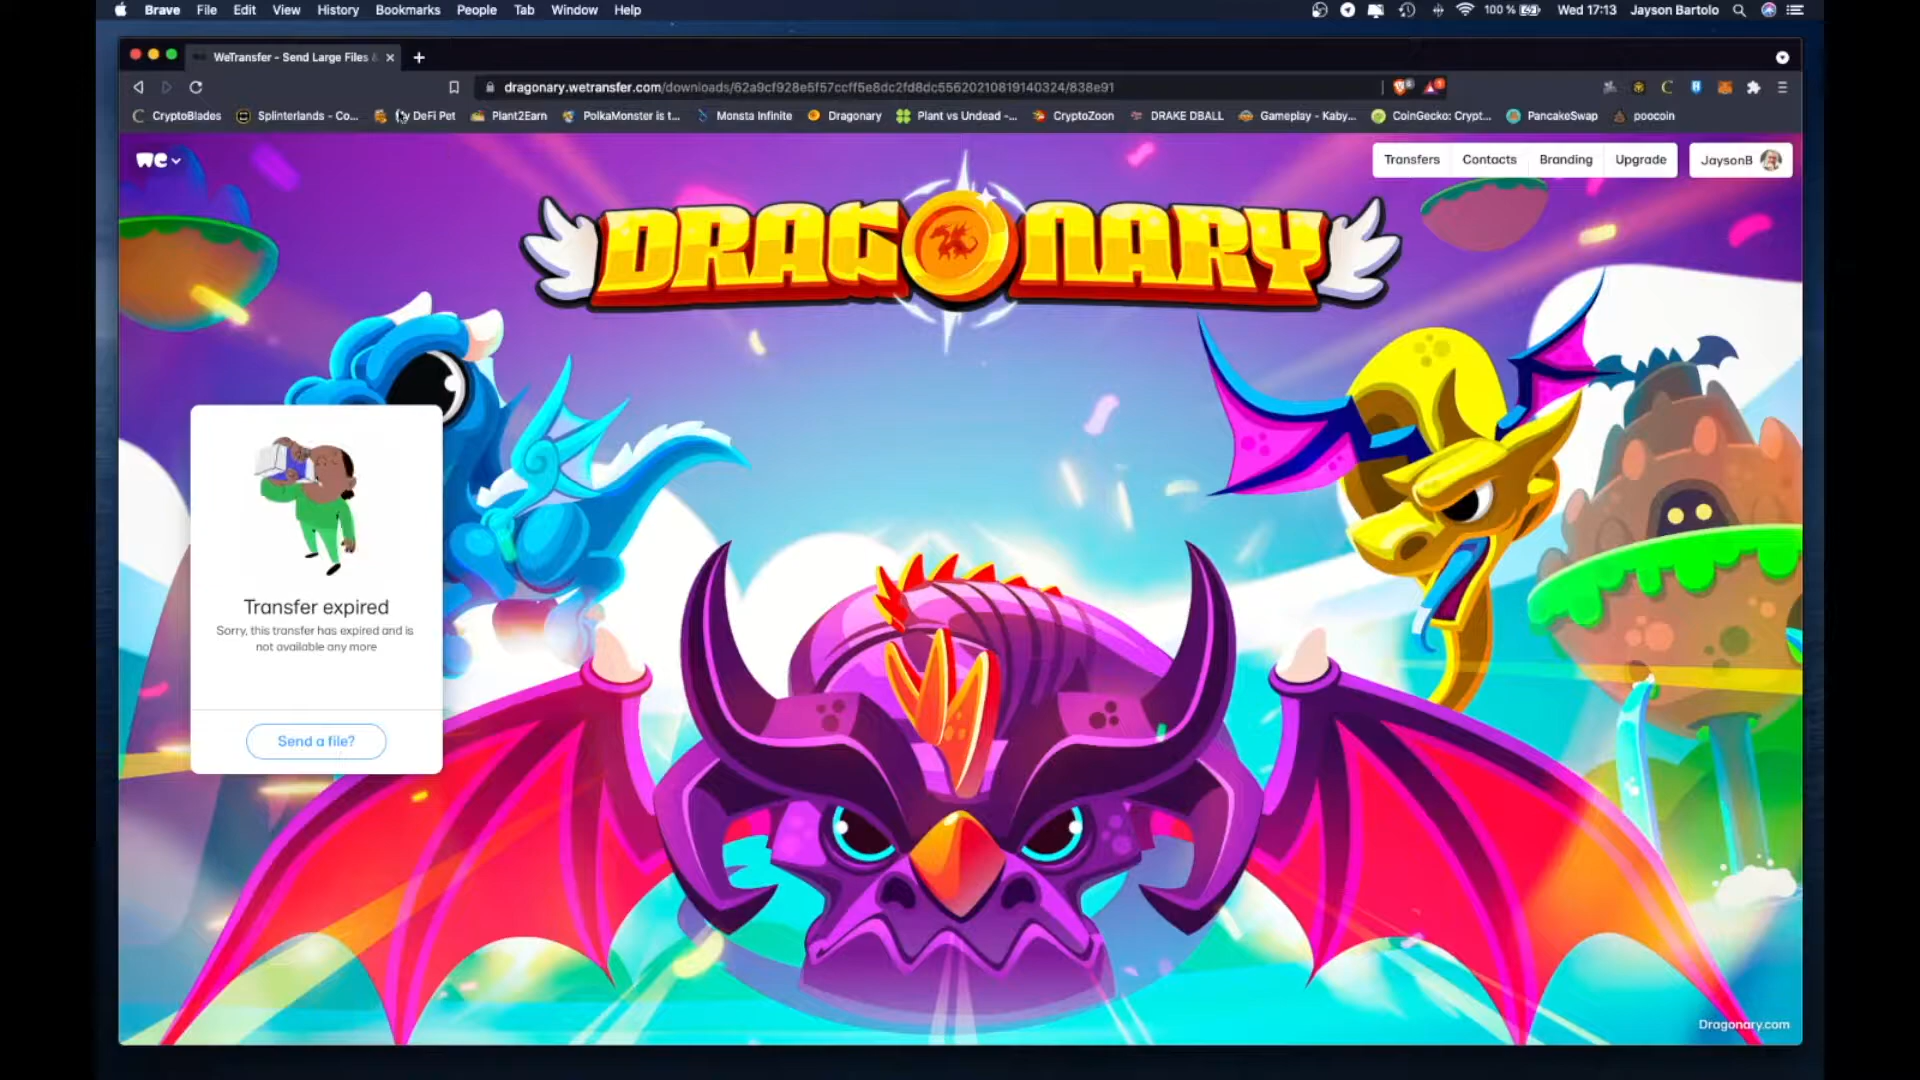 Brave File Edit View History Bookmarks People Tab Window Help 100 % Wed 17:13 Jayson Bartolo
WeTransfer - Send Large Files
dragonary.wetransfer.com/downloads/62a9cf928e5f57ccff5e8dc2fd8dc55620210819140324/838e91
CryptoBlades Splinterlands - Co... My DeFi Pet Plant2Earn PolkaMonster is t... Monsta Infinite Dragonary Plant vs Undead -... CryptoZoon DRAKE DBALL Gameplay - Kaby... CoinGecko: Crypt... PancakeSwap poocoin
we Transfers Contacts Branding Upgrade JaysonB
DRAGONARY
Transfer expired
Sorry, this transfer has expired and is
not available any more
Send a file?
Dragonary.com